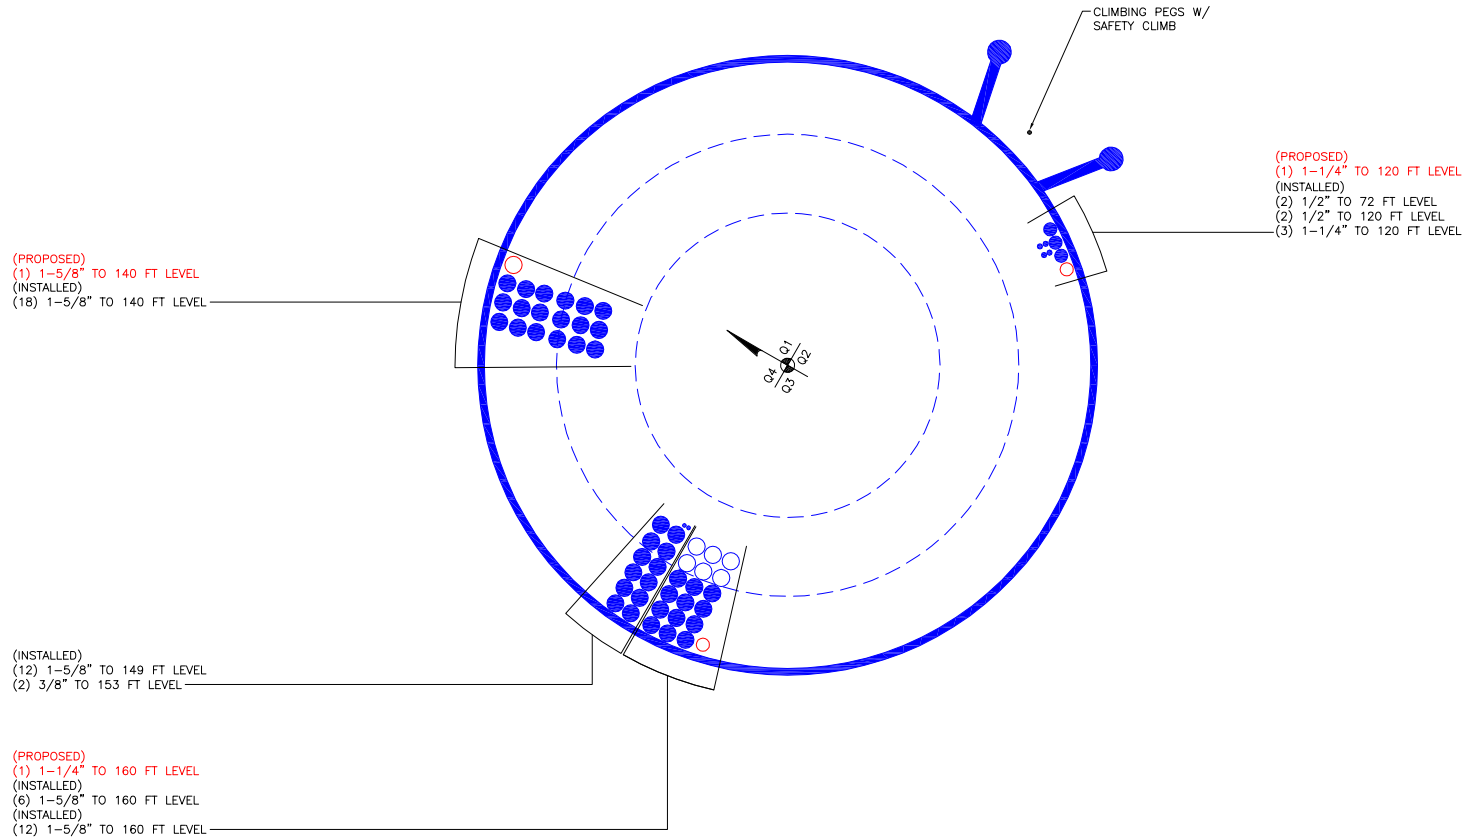 CLIMBING PEGS W/
SAFETY CLIMB
(PROPOSED)
(1) 1-1/4" TO 120 FT LEVEL
(INSTALLED)
(2) 1/2" TO 72 FT LEVEL
(2) 1/2" TO 120 FT LEVEL
(3) 1-1/4" TO 120 FT LEVEL
(PROPOSED)
(1) 1-5/8" TO 140 FT LEVEL
(INSTALLED)
(18) 1-5/8" TO 140 FT LEVEL
Q1
Q2
Q4
Q3
(INSTALLED)
(12) 1-5/8" TO 149 FT LEVEL
(2) 3/8" TO 153 FT LEVEL
(PROPOSED)
(1) 1-1/4" TO 160 FT LEVEL
(INSTALLED)
(6) 1-5/8" TO 160 FT LEVEL
(INSTALLED)
(12) 1-5/8" TO 160 FT LEVEL